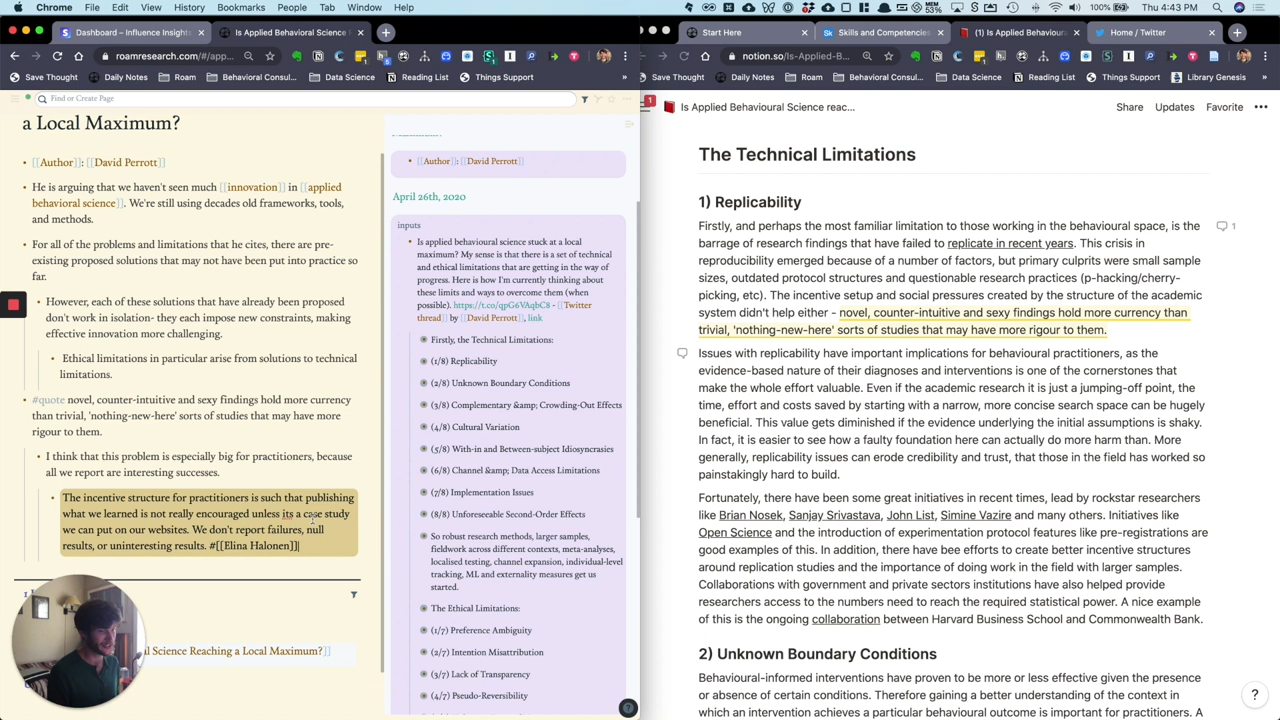 Chrome File Edit View History Bookmarks People Tab Window Help
100% Thu Apr 30 4:43 PM
Dashboard – Influence Insights
Is Applied Behavioural Science
Start Here
Skills and Competencies
(1) Is Applied Behavioural
Home / Twitter
roamresearch.com/#/app...
notion.so/Is-Applied-B...
Save Thought
Reading List
Things Support
Save Thought
Reading List
Things Support
Library Genesis
Find or Create Page
1
Is Applied Behavioural Science reac...
Share
Updates
Favorite
a Local Maximum?
[[Author]]: [[David Perrott]]
He is arguing that we haven't seen much [[innovation]] in [[applied
behavioral science]]. We're still using decades old frameworks, tools,
and methods.
For all of the problems and limitations that he cites, there are pre-
existing proposed solutions that may not have been put into practice so
far.
However, each of these solutions that have already been proposed
don't work in isolation- they each impose new constraints, making
effective innovation more challenging.
Ethical limitations in particular arise from solutions to technical
limitations.
#quote novel, counter-intuitive and sexy findings hold more currency
than trivial, 'nothing-new-here' sorts of studies that may have more
rigour to them.
I think that this problem is especially big for practitioners, because
all we report are interesting successes.
The incentive structure for practitioners is such that publishing
what we learned is not really encouraged unless its a case study
we can put on our websites. We don't report failures, null
results, or uninteresting results. #[[Elina Halonen]]
al Science Reaching a Local Maximum?]]
[[Author]]: [[David Perrott]]
April 26th, 2020
inputs
Is applied behavioural science stuck at a local
maximum? My sense is that there is a set of technical
and ethical limitations that are getting in the way of
progress. Here is how I'm currently thinking about
these limits and ways to overcome them (when
possible). https://t.co/qpG6VAqbC8 - [[Twitter
thread]] by [[David Perrott]], link
Firstly, the Technical Limitations:
(1/8) Replicability
(2/8) Unknown Boundary Conditions
(3/8) Complementary &amp; Crowding-Out Effects
(4/8) Cultural Variation
(5/8) With-in and Between-subject Idiosyncrasies
(6/8) Channel &amp; Data Access Limitations
(7/8) Implementation Issues
(8/8) Unforeseeable Second-Order Effects
So robust research methods, larger samples,
fieldwork across different contexts, meta-analyses,
localised testing, channel expansion, individual-level
tracking, ML and externality measures get us
started.
The Ethical Limitations:
(1/7) Preference Ambiguity
(2/7) Intention Misattribution
(3/7) Lack of Transparency
(4/7) Pseudo-Reversibility
The Technical Limitations
1) Replicability
Firstly, and perhaps the most familiar limitation to those working in the behavioural space, is the
barrage of research findings that have failed to replicate in recent years. This crisis in
reproducibility emerged because of a number of factors, but primary culprits were small sample
sizes, outdated protocol structures and questionable research practices (p-hacking/cherry-
picking, etc). The incentive setup and social pressures created by the structure of the academic
system didn't help either - novel, counter-intuitive and sexy findings hold more currency than
trivial, 'nothing-new-here' sorts of studies that may have more rigour to them.
1
Issues with replicability have important implications for behavioural practitioners, as the
evidence-based nature of their diagnoses and interventions is one of the cornerstones that
make the whole effort valuable. Even if the academic research it is just a jumping-off point, the
time, effort and costs saved by starting with a narrow, more concise search space can be hugely
beneficial. This value gets diminished if the evidence underlying the initial assumptions is shaky.
In fact, it is easier to see how a faulty foundation here can actually do more harm than. More
generally, replicability issues can erode credibility and trust, that those in the field has worked so
painstakingly hard to build.
Fortunately, there have been some great initiatives in recent times, lead by rockstar researchers
like Brian Nosek, Sanjay Srivastava, John List, Simine Vazire and many others. Initiatives like
Open Science and the introduction of experimentation protocol features like pre-registrations are
good examples of this. In addition, there have bee efforts to create better incentive structures
around replication studies and the importance of doing work in the field with larger samples.
Collaborations with government and private sectors institutions have also helped provide
researchers access to the numbers need to reach the required statistical power. A nice example
of this is the ongoing collaboration between Harvard Business School and Commonwealth Bank.
2) Unknown Boundary Conditions
Behavioural-informed interventions have proven to be more or less effective given the presence
or absence of certain conditions. Therefore gaining a better understanding of the context in
which an intervention achieves a particular behavioural outcome is important for practitioners. A
?